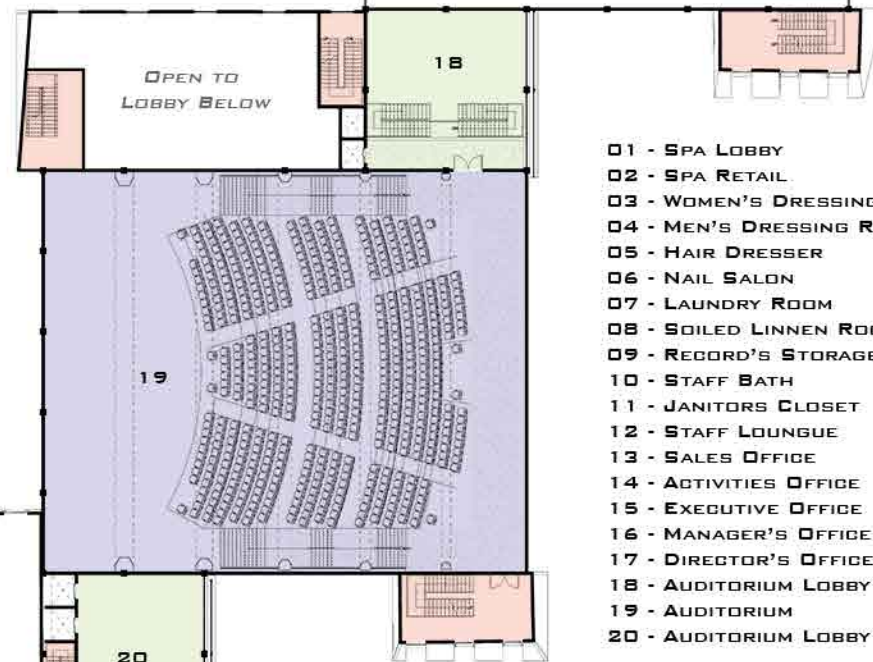 OPEN TO
LOBBY BELOW
18
19
20
01 - SPA LOBBY
02 - SPA RETAIL
03 - WOMEN'S DRESSING
04 - MEN'S DRESSING R
05 - HAIR DRESSER
06 - NAIL SALON
07 - LAUNDRY ROOM
08 - SOILED LINNEN ROO
09 - RECORD'S STORAGE
10 - STAFF BATH
11 - JANITORS CLOSET
12 - STAFF LOUNGUE
13 - SALES OFFICE
14 - ACTIVITIES OFFICE
15 - EXECUTIVE OFFICE
16 - MANAGER'S OFFICE
17 - DIRECTOR'S OFFICE
18 - AUDITORIUM LOBBY
19 - AUDITORIUM
20 - AUDITORIUM LOBBY